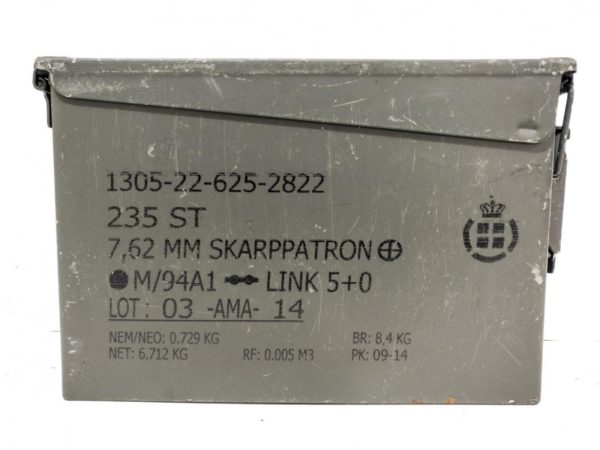 1305-22-625-2822
235 ST
7,62 MM SKARPPATRON
M/94A1 LINK 5+0
LOT: 03 -AMA- 14
NEM/NEO: 0.729 KG BR: 8,4 KG
NET: 6,712 KG RF: 0.005 M3 PK: 09-14